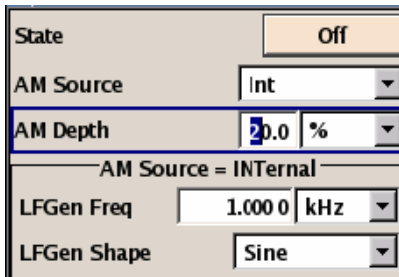 State Off
AM Source Int
AM Depth 20.0 %
AM Source = INTernal
LFGen Freq 1.000 0 kHz
LFGen Shape Sine